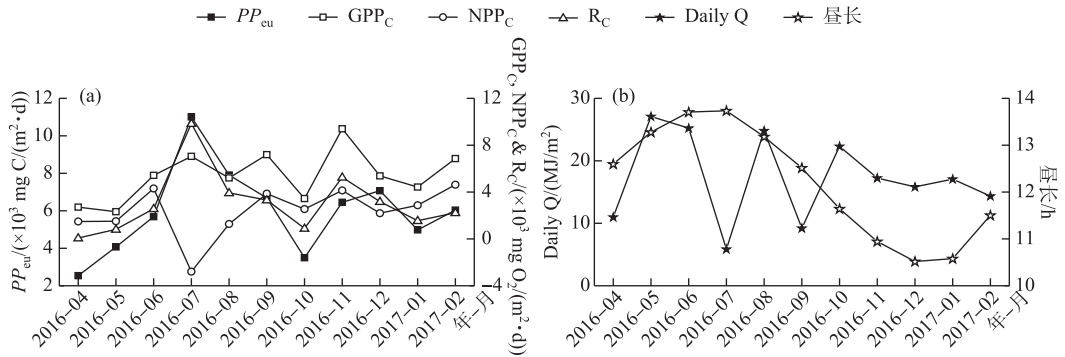 PPeu GPPC NPPC RC Daily Q 昼长
(a)
PPeu/(×10³ mg C/(m²•d))
12
10
8
6
4
2
12
8
4
0
−4
GPPC, NPPC & RC/(×10³ mg O₂/(m²•d))
2016−04 2016−05 2016−06 2016−07 2016−08 2016−09 2016−10 2016−11 2016−12 2017−01 2017−02
年−月
(b)
Daily Q/(MJ/m²)
30
20
10
0
14
13
12
11
10
昼长/h
2016−04 2016−05 2016−06 2016−07 2016−08 2016−09 2016−10 2016−11 2016−12 2017−01 2017−02
年−月